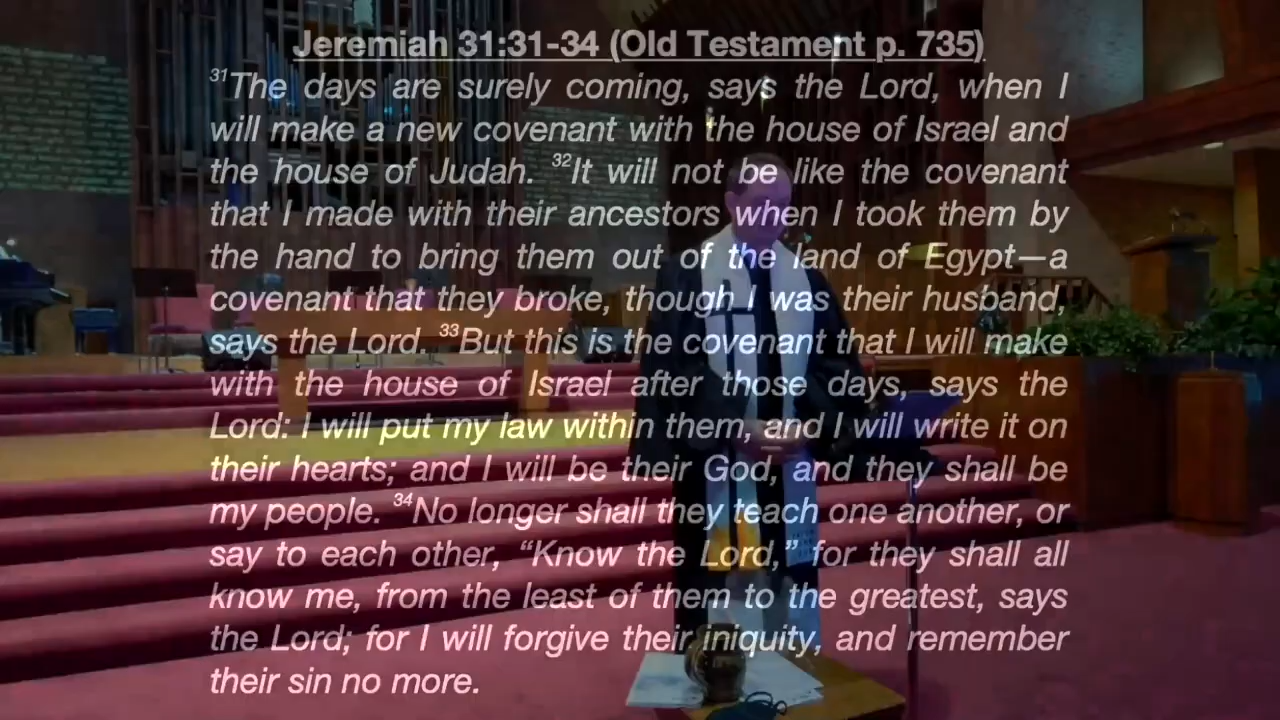 Jeremiah 31:31-34 (Old Testament p. 735)
31The days are surely coming, says the Lord, when I
will make a new covenant with the house of Israel and
the house of Judah. 32It will not be like the covenant
that I made with their ancestors when I took them by
the hand to bring them out of the land of Egypt—a
covenant that they broke, though I was their husband,
says the Lord. 33But this is the covenant that I will make
with the house of Israel after those days, says the
Lord: I will put my law within them, and I will write it on
their hearts; and I will be their God, and they shall be
my people. 34No longer shall they teach one another, or
say to each other, “Know the Lord,” for they shall all
know me, from the least of them to the greatest, says
the Lord; for I will forgive their iniquity, and remember
their sin no more.